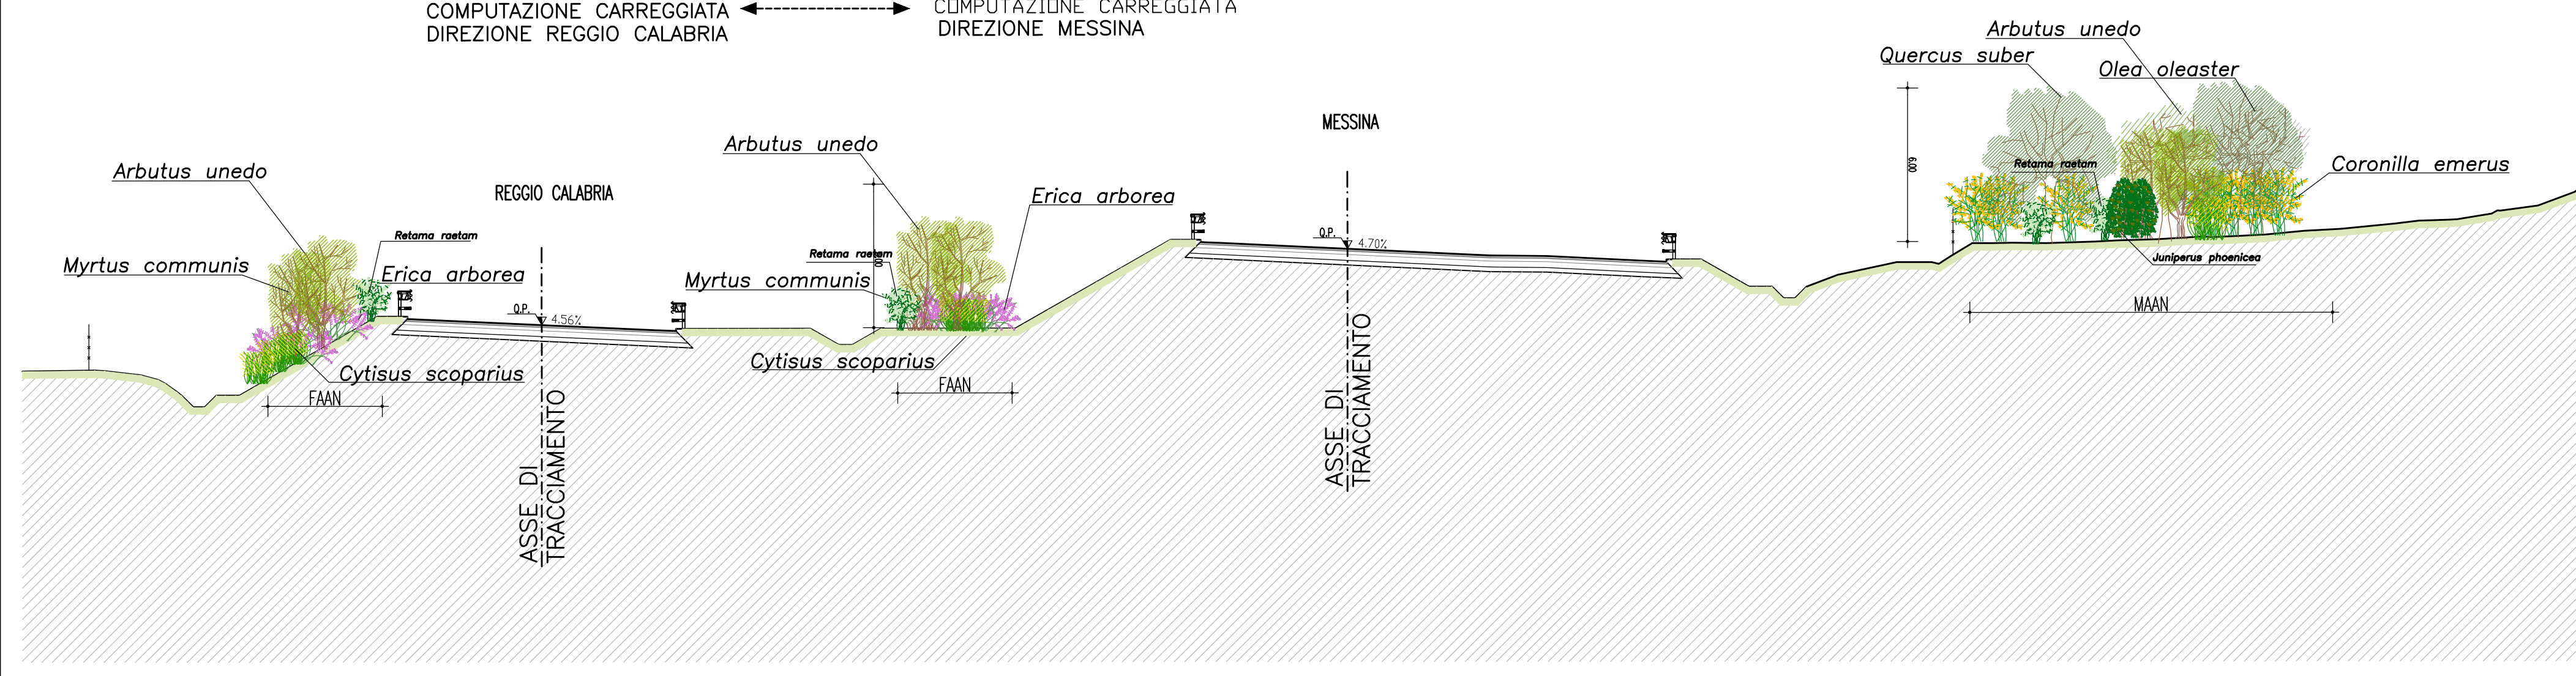 COMPUTAZIONE CARREGGIATA
DIREZIONE REGGIO CALABRIA
COMPUTAZIONE CARREGGIATA
DIREZIONE MESSINA
Arbutus unedo
Myrtus communis
Retama raetam
Erica arborea
Cytisus scoparius
FAAN
REGGIO CALABRIA
Q.P.
4.56%
ASSE DI
TRACCIAMENTO
Arbutus unedo
Retama raetam
Myrtus communis
Erica arborea
Cytisus scoparius
FAAN
MESSINA
Q.P.
4.70%
ASSE DI
TRACCIAMENTO
Arbutus unedo
Quercus suber
Olea oleaster
6.00
Retama raetam
Coronilla emerus
Juniperus phoenicea
MAAN